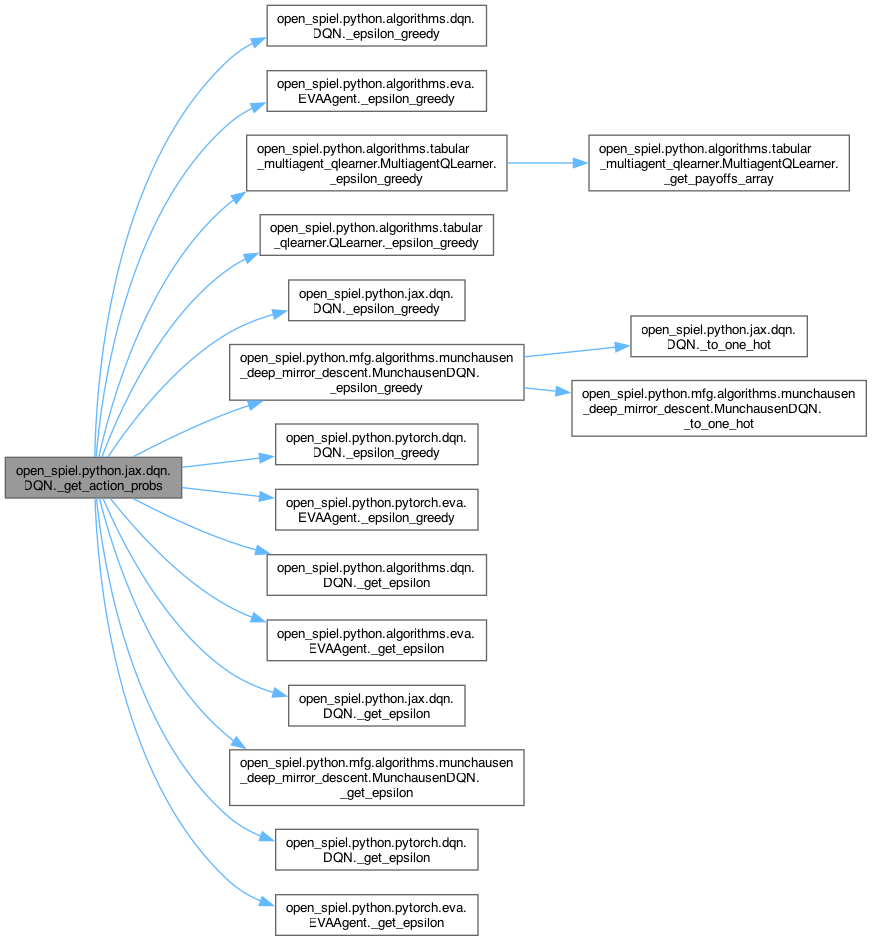 open_spiel.python.algorithms.dqn.
DQN._epsilon_greedy
open_spiel.python.algorithms.eva.
EVAAgent._epsilon_greedy
open_spiel.python.algorithms.tabular
_multiagent_qlearner.MultiagentQLearner.
_epsilon_greedy
open_spiel.python.algorithms.tabular
_multiagent_qlearner.MultiagentQLearner.
_get_payoffs_array
open_spiel.python.algorithms.tabular
_qlearner.QLearner._epsilon_greedy
open_spiel.python.jax.dqn.
DQN._epsilon_greedy
open_spiel.python.jax.dqn.
DQN._to_one_hot
open_spiel.python.mfg.algorithms.munchausen
_deep_mirror_descent.MunchausenDQN.
_epsilon_greedy
open_spiel.python.mfg.algorithms.munchausen
_deep_mirror_descent.MunchausenDQN.
_to_one_hot
open_spiel.python.pytorch.dqn.
DQN._epsilon_greedy
open_spiel.python.jax.dqn.
DQN._get_action_probs
open_spiel.python.pytorch.eva.
EVAAgent._epsilon_greedy
open_spiel.python.algorithms.dqn.
DQN._get_epsilon
open_spiel.python.algorithms.eva.
EVAAgent._get_epsilon
open_spiel.python.jax.dqn.
DQN._get_epsilon
open_spiel.python.mfg.algorithms.munchausen
_deep_mirror_descent.MunchausenDQN.
_get_epsilon
open_spiel.python.pytorch.dqn.
DQN._get_epsilon
open_spiel.python.pytorch.eva.
EVAAgent._get_epsilon